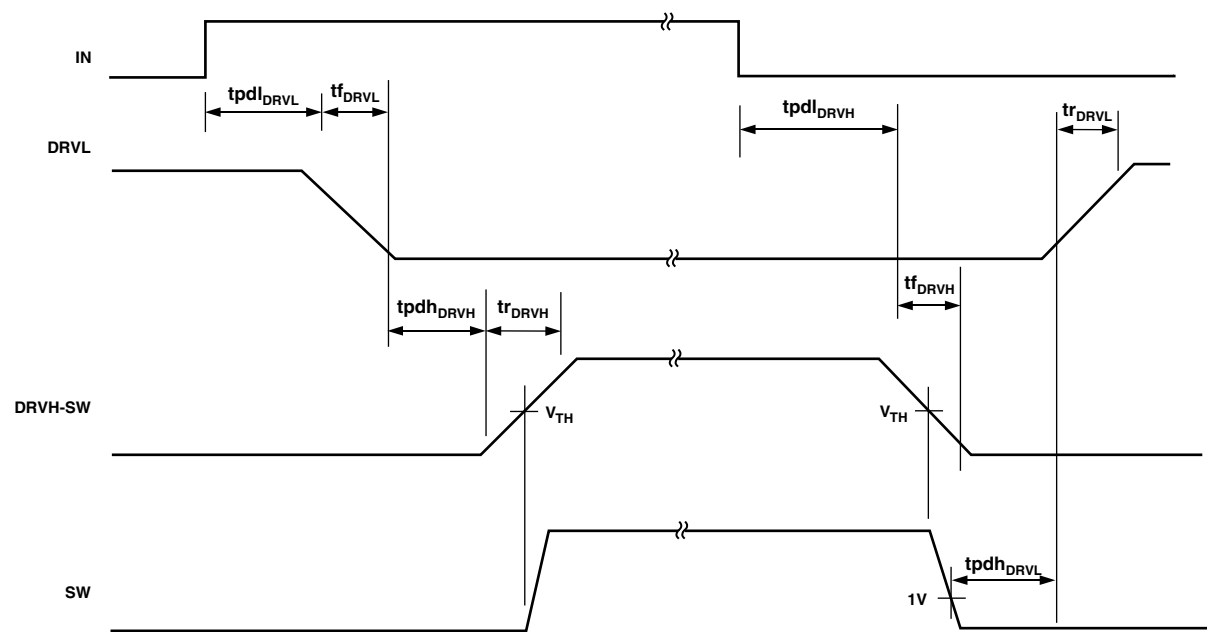 IN
tpdlDRVL
tfDRVL
tpdlDRVH
trDRVL
DRVL
tfDRVH
tpdhDRVH
trDRVH
DRVH-SW
VTH
VTH
tpdhDRVL
SW
1V